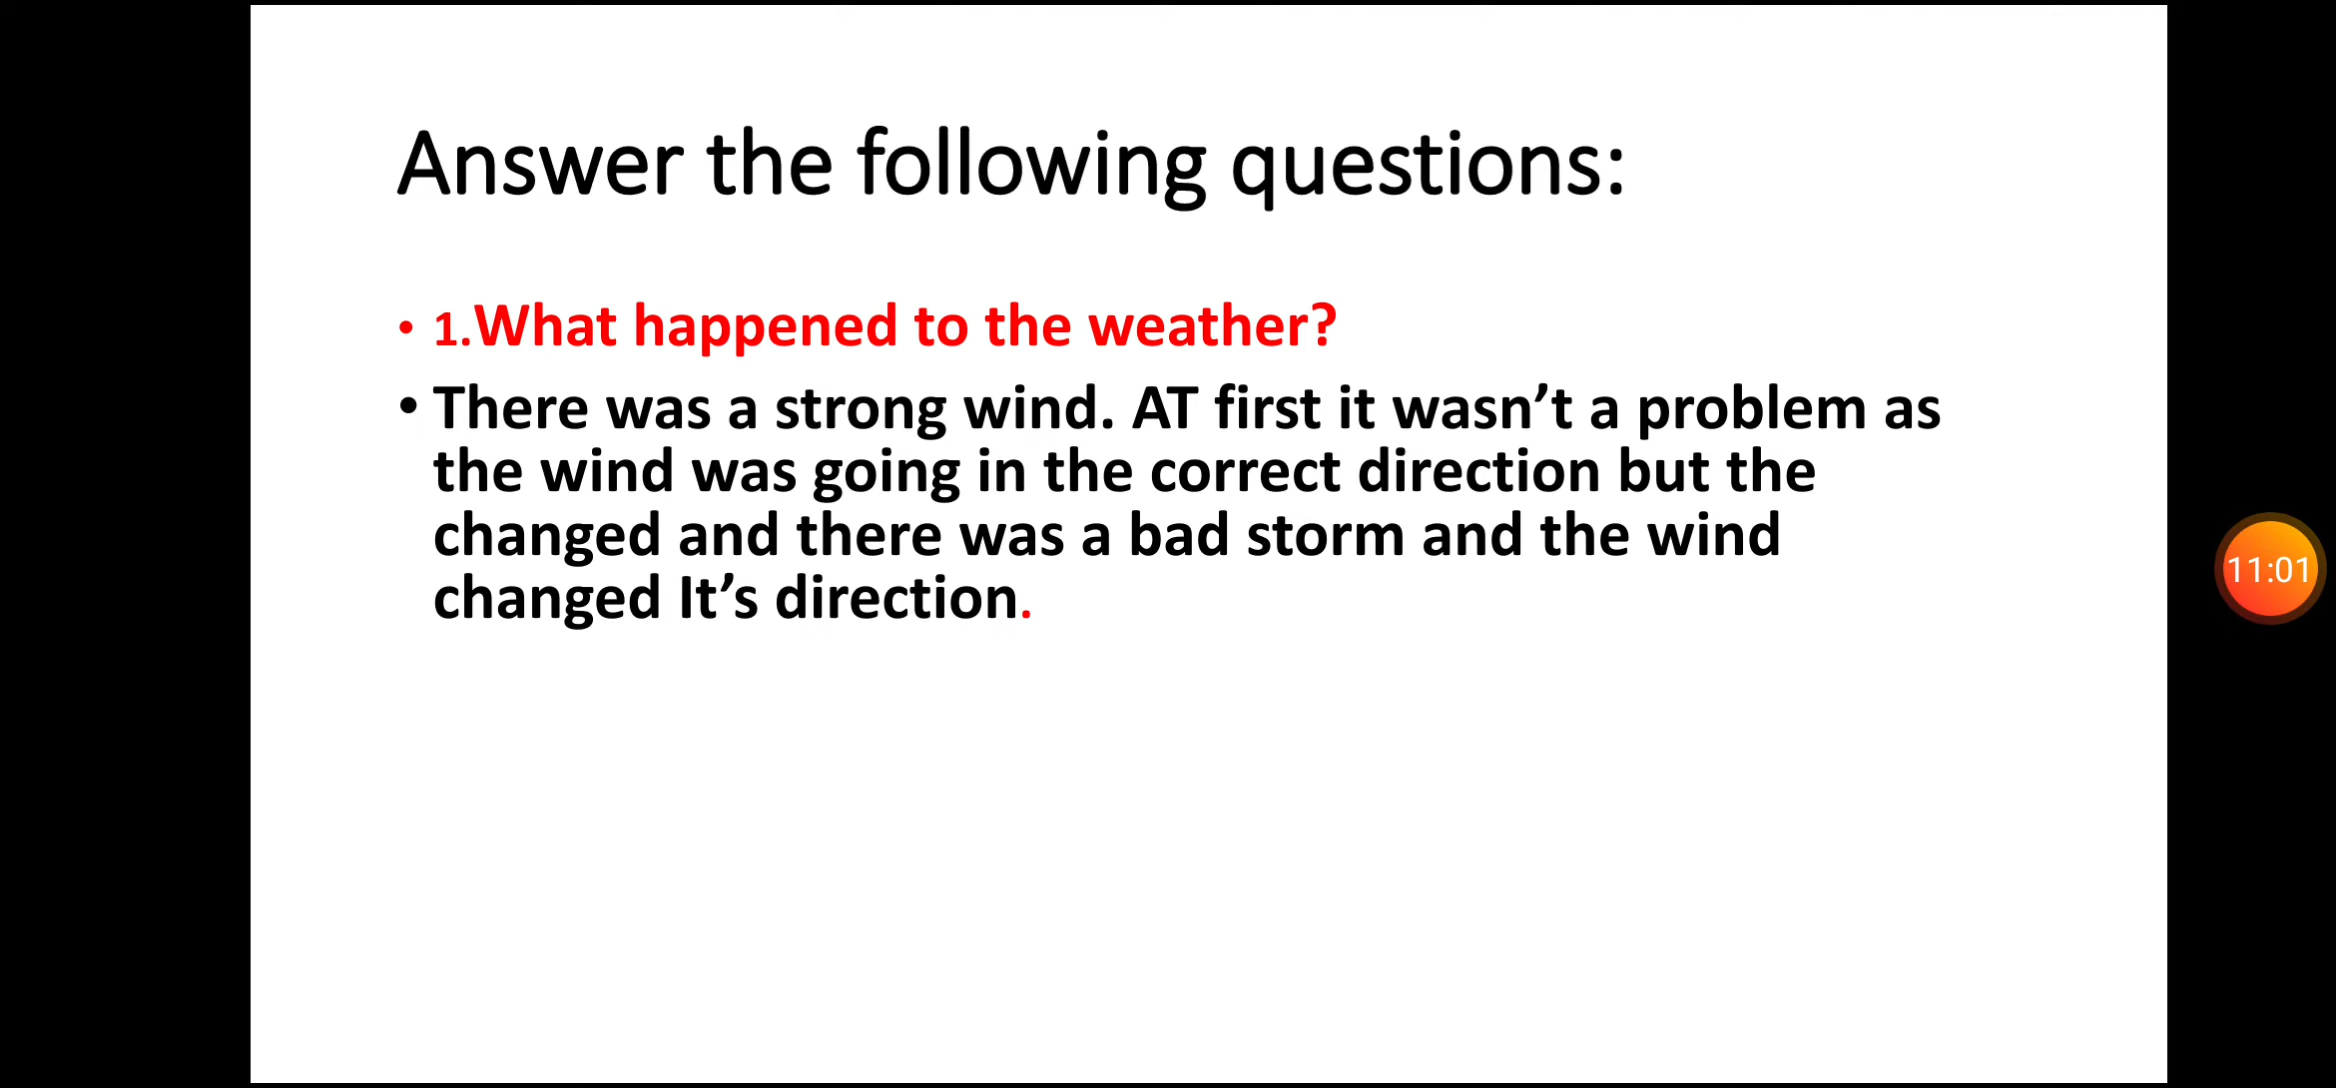 Answer the following questions:
• 1.What happened to the weather?
• There was a strong wind. AT first it wasn’t a problem as
the wind was going in the correct direction but the
changed and there was a bad storm and the wind
changed It’s direction.
11:01